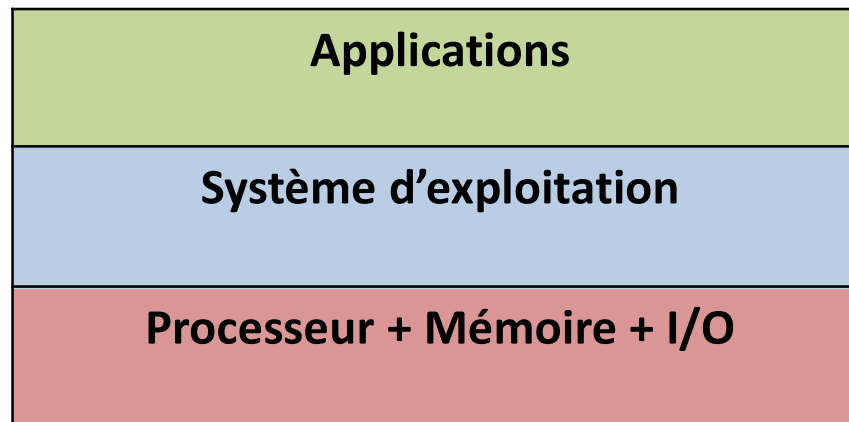 Applications
Système d’exploitation
Processeur + Mémoire + I/O